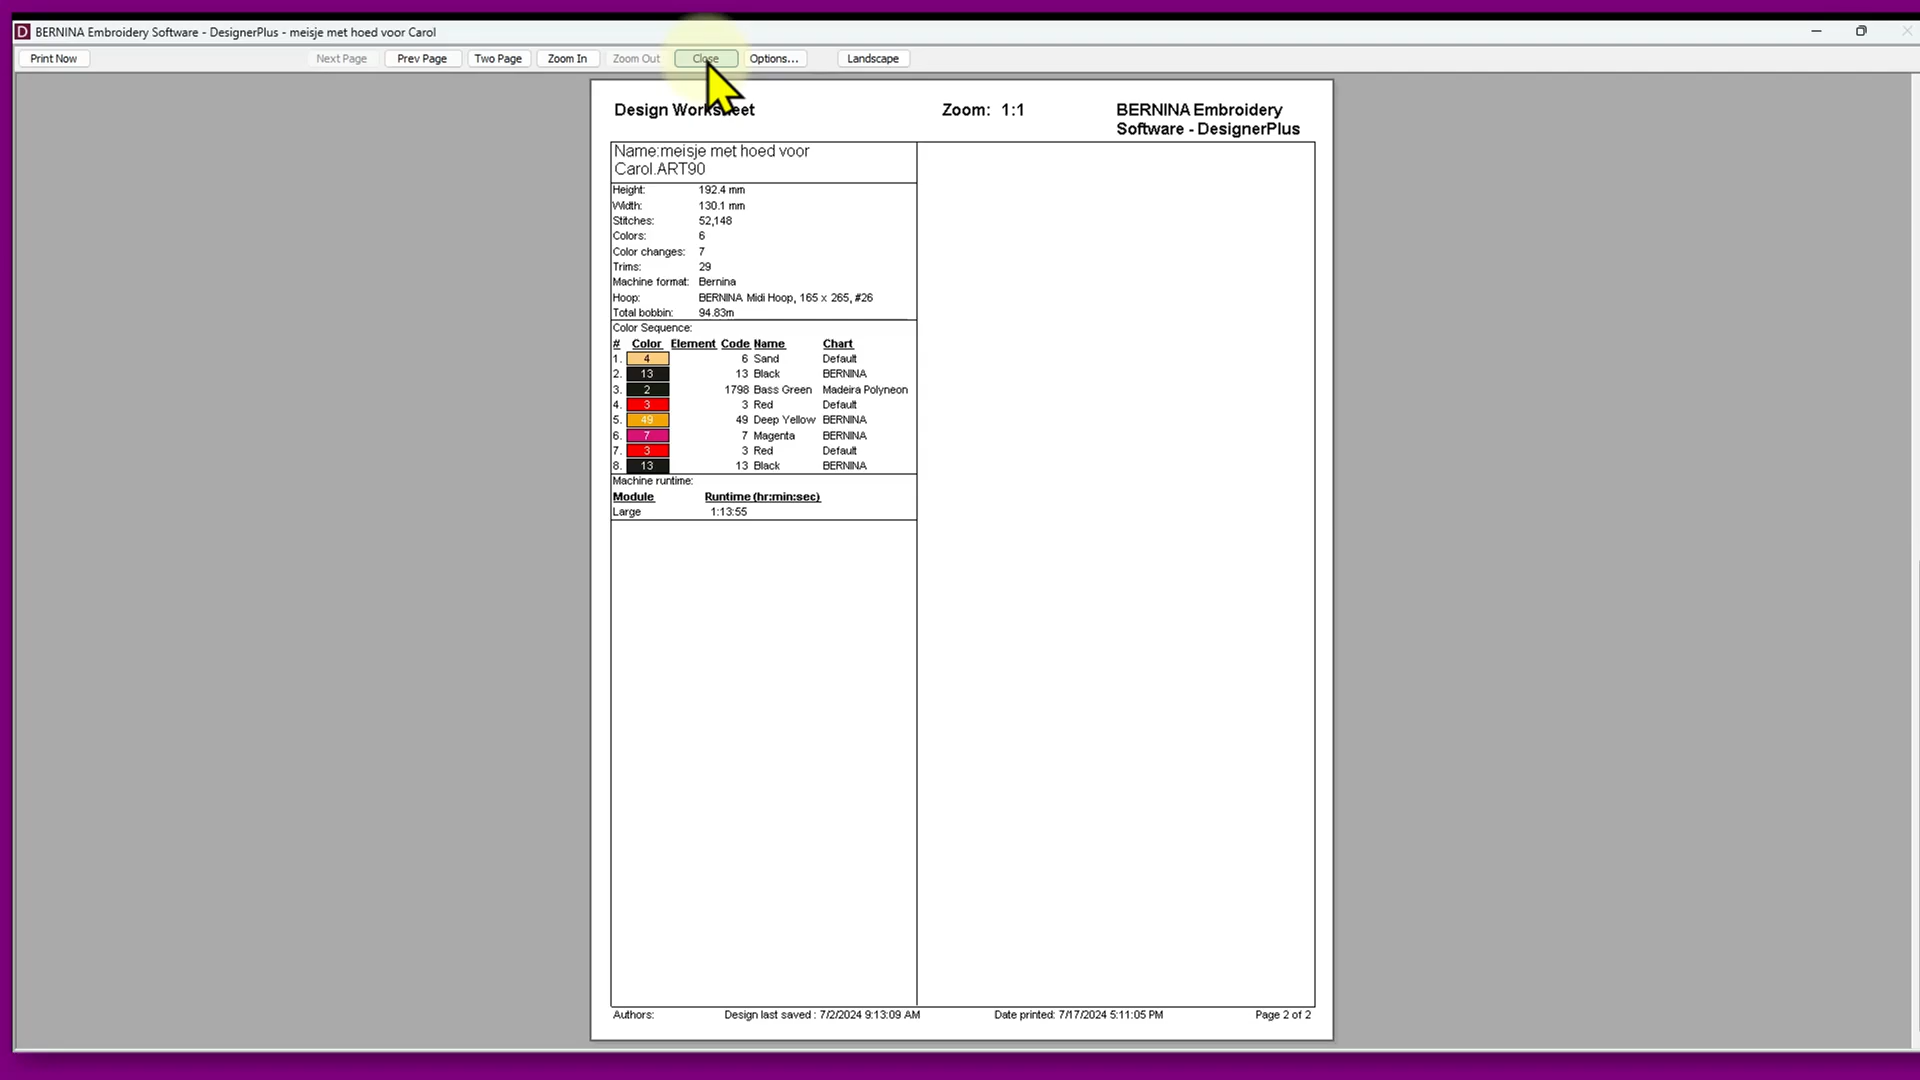 BERNINA Embroidery Software - DesignerPlus - meisje met hoed voor Carol
Print Now Next Page Prev Page Two Page Zoom In Zoom Out Close Options... Landscape
Design Worksheet Zoom: 1:1 BERNINA Embroidery
Software - DesignerPlus
Name:meisje met hoed voor
Carol.ART90
Height: 192.4 mm
Width: 130.1 mm
Stitches: 52,148
Colors: 6
Color changes: 7
Trims: 29
Machine format: Bernina
Hoop: BERNINA Midi Hoop, 165 x 265, #26
Total bobbin: 94.83m
Color Sequence:
# Color Element Code Name Chart
1. 4 6 Sand Default
2. 13 13 Black BERNINA
3. 2 1798 Bass Green Madeira Polyneon
4. 3 3 Red Default
5. 49 49 Deep Yellow BERNINA
6. 7 7 Magenta BERNINA
7. 3 3 Red Default
8. 13 13 Black BERNINA
Machine runtime:
Module Runtime (hr:min:sec)
Large 1:13:55
Authors: Design last saved : 7/2/2024 9:13:09 AM Date printed: 7/17/2024 5:11:05 PM Page 2 of 2